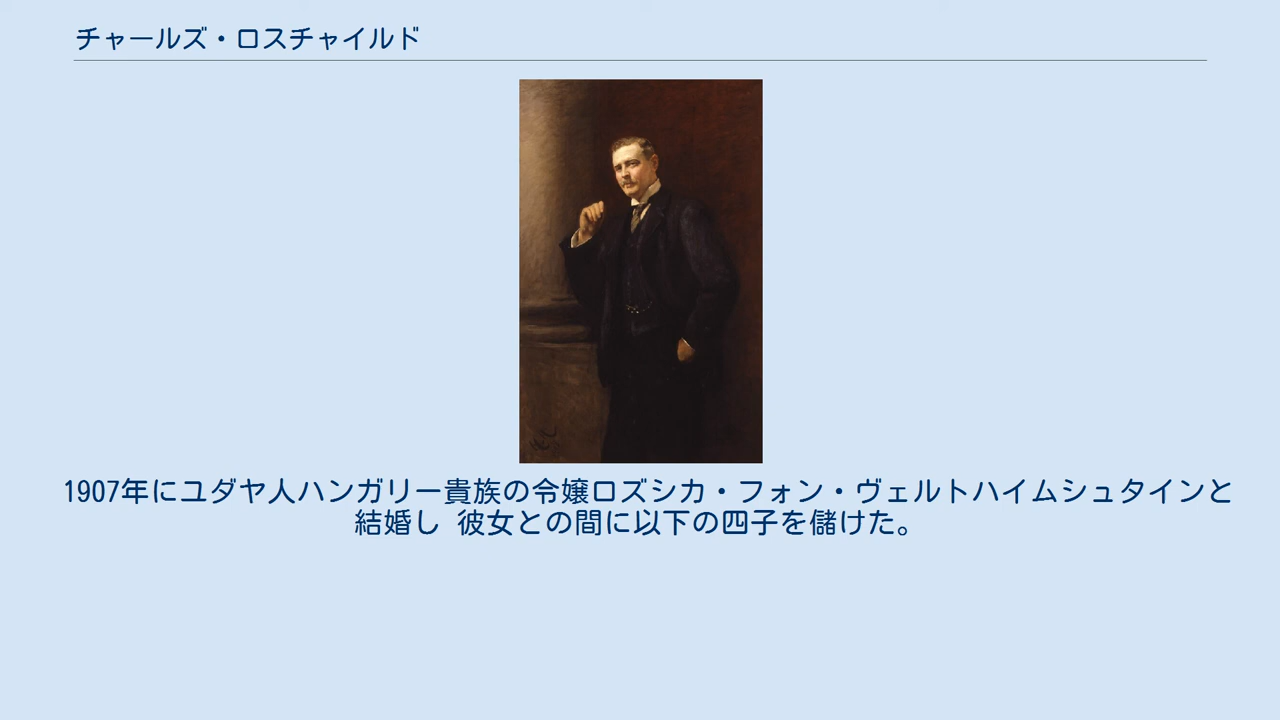 チャールズ・ロスチャイルド
1907年にユダヤ人ハンガリー貴族の令嬢ロズシカ・フォン・ヴェルトハイムシュタインと
結婚し 彼女との間に以下の四子を儲けた。